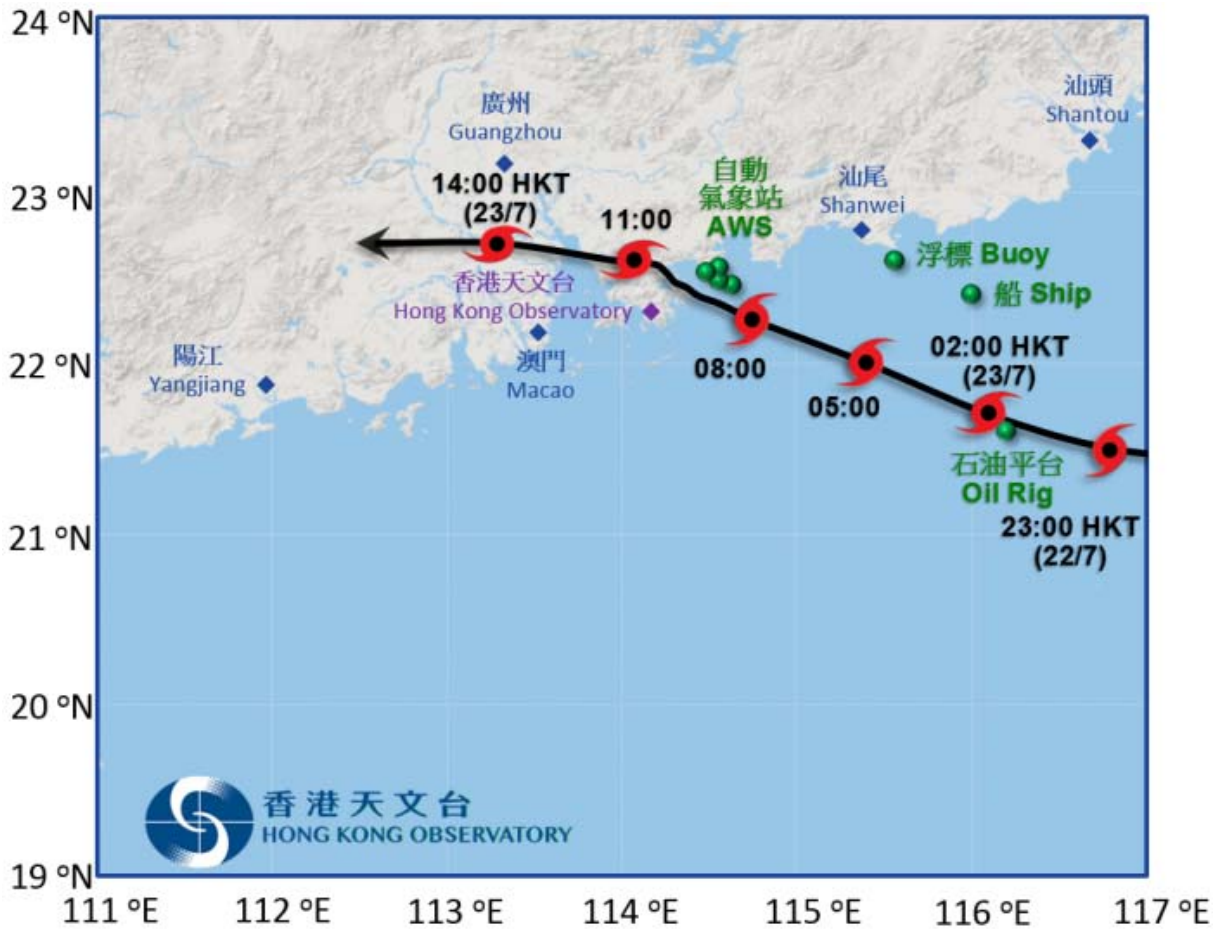 24 °N
汕頭
Shantou
廣州
Guangzhou
14:00 HKT
(23/7)
11:00
自動
氣象站
AWS
汕尾
Shanwei
23 °N
浮標 Buoy
船 Ship
香港天文台
Hong Kong Observatory
澳門
Macao
陽江
Yangjiang
22 °N
08:00
05:00
02:00 HKT
(23/7)
石油平台
Oil Rig
23:00 HKT
(22/7)
21 °N
20 °N
香港天文台
HONG KONG OBSERVATORY
19 °N
111 °E
112 °E
113 °E
114 °E
115 °E
116 °E
117 °E